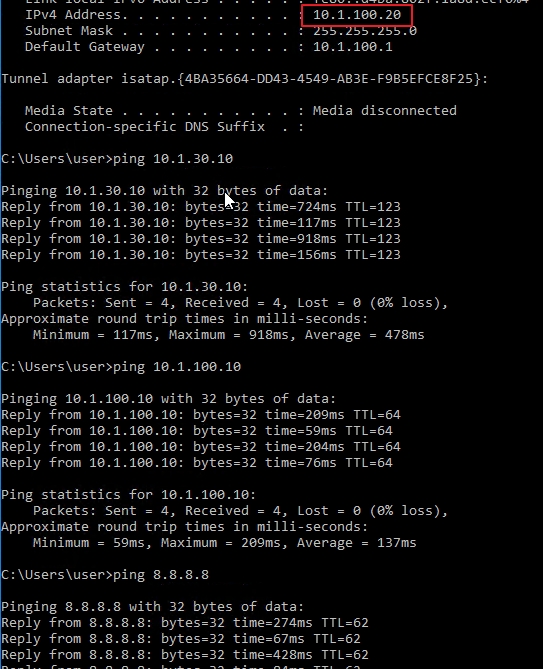 IPv4 Address. . . . . . . . . . . : 10.1.100.20
Subnet Mask . . . . . . . . . . . : 255.255.255.0
Default Gateway . . . . . . . . . : 10.1.100.1
Tunnel adapter isatap.{4BA35664-DD43-4549-AB3E-F9B5EFCE8F25}:
Media State . . . . . . . . . . . : Media disconnected
Connection-specific DNS Suffix  . :
C:\Users\user>ping 10.1.30.10
Pinging 10.1.30.10 with 32 bytes of data:
Reply from 10.1.30.10: bytes=32 time=724ms TTL=123
Reply from 10.1.30.10: bytes=32 time=117ms TTL=123
Reply from 10.1.30.10: bytes=32 time=918ms TTL=123
Reply from 10.1.30.10: bytes=32 time=156ms TTL=123
Ping statistics for 10.1.30.10:
Packets: Sent = 4, Received = 4, Lost = 0 (0% loss),
Approximate round trip times in milli-seconds:
Minimum = 117ms, Maximum = 918ms, Average = 478ms
C:\Users\user>ping 10.1.100.10
Pinging 10.1.100.10 with 32 bytes of data:
Reply from 10.1.100.10: bytes=32 time=209ms TTL=64
Reply from 10.1.100.10: bytes=32 time=59ms TTL=64
Reply from 10.1.100.10: bytes=32 time=204ms TTL=64
Reply from 10.1.100.10: bytes=32 time=76ms TTL=64
Ping statistics for 10.1.100.10:
Packets: Sent = 4, Received = 4, Lost = 0 (0% loss),
Approximate round trip times in milli-seconds:
Minimum = 59ms, Maximum = 209ms, Average = 137ms
C:\Users\user>ping 8.8.8.8
Pinging 8.8.8.8 with 32 bytes of data:
Reply from 8.8.8.8: bytes=32 time=274ms TTL=62
Reply from 8.8.8.8: bytes=32 time=67ms TTL=62
Reply from 8.8.8.8: bytes=32 time=428ms TTL=62